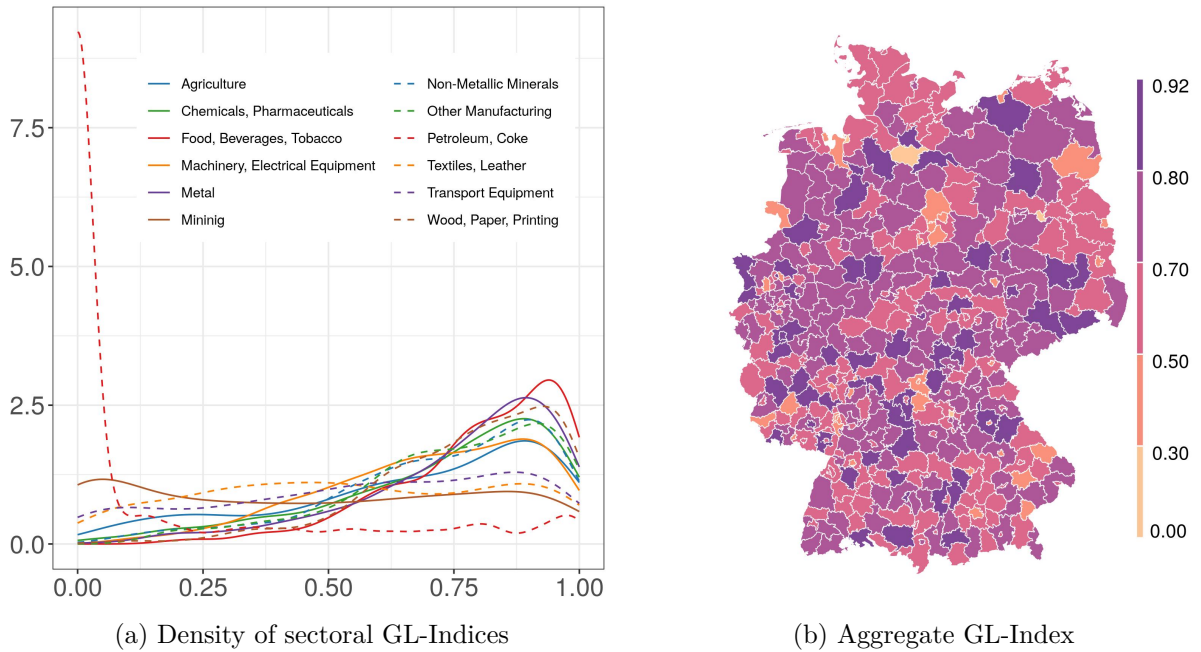 7.5
5.0
2.5
0.0
0.00 0.25 0.50 0.75 1.00
Agriculture
Chemicals, Pharmaceuticals
Food, Beverages, Tobacco
Machinery, Electrical Equipment
Metal
Mininig
Non-Metallic Minerals
Other Manufacturing
Petroleum, Coke
Textiles, Leather
Transport Equipment
Wood, Paper, Printing
(a) Density of sectoral GL-Indices
0.92
0.80
0.70
0.50
0.30
0.00
(b) Aggregate GL-Index